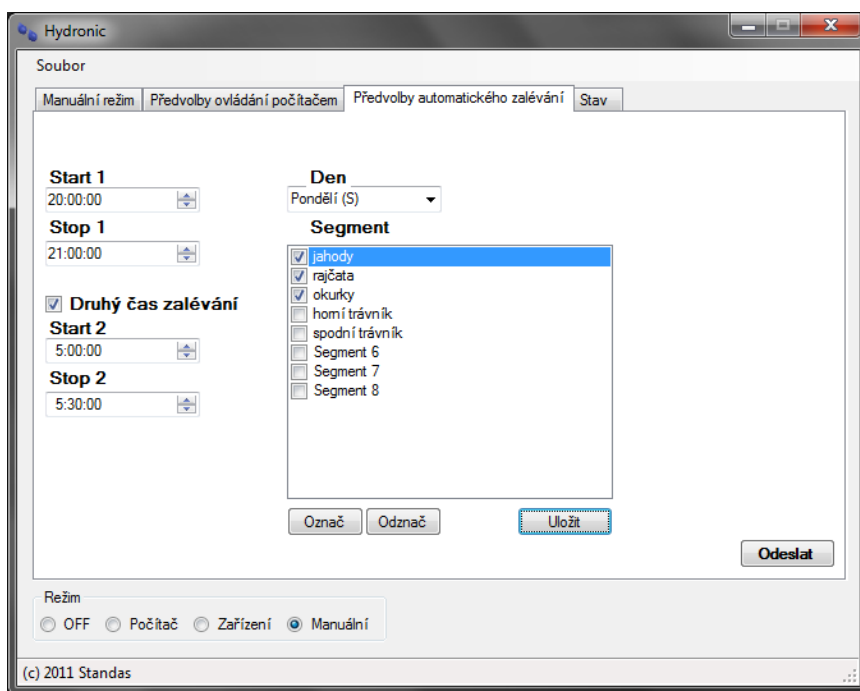 Hydronic
Soubor
Manuální režim Předvolby ovládání počítačem Předvolby automatického zalévání Stav
Start 1
20:00:00
Stop 1
21:00:00
Druhý čas zalévání
Start 2
5:00:00
Stop 2
5:30:00
Den
Pondělí (S)
Segment
jahody
rajčata
okurky
horní trávník
spodní trávník
Segment 6
Segment 7
Segment 8
Označ Odznač Uložit
Odeslat
Režim
OFF Počítač Zařízení Manuální
(c) 2011 Standas